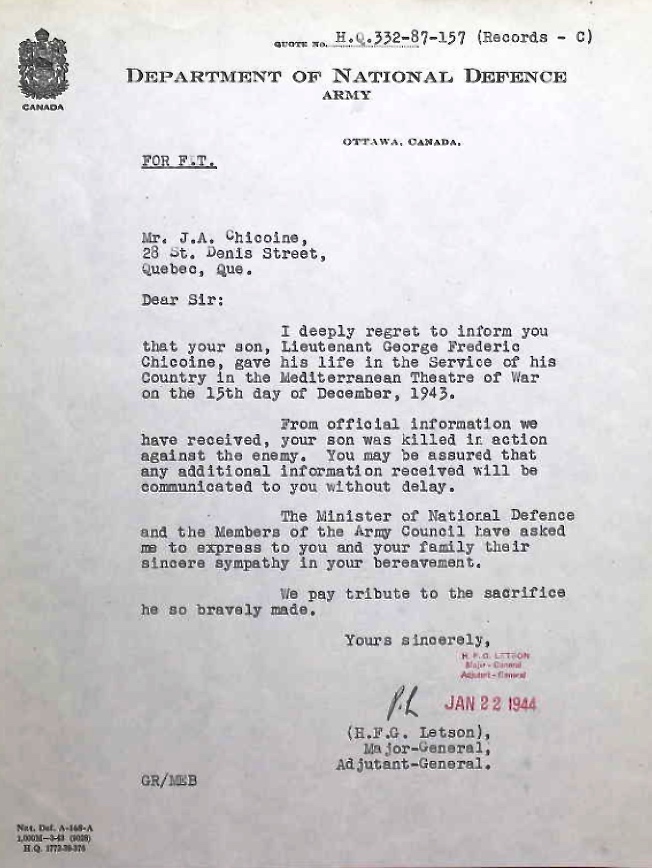 QUOTE NO. H.Q.332-87-157 (Records - C)
CANADA
DEPARTMENT OF NATIONAL DEFENCE
ARMY
OTTAWA, CANADA.
FOR F.T.
Mr. J.A. Chicoine,
28 St. Denis Street,
Quebec, Que.
Dear Sir:
I deeply regret to inform you
that your son, Lieutenant George Frederic
Chicoine, gave his life in the Service of his
Country in the Mediterranean Theatre of War
on the 15th day of December, 1943.
From official information we
have received, your son was killed in action
against the enemy. You may be assured that
any additional information received will be
communicated to you without delay.
The Minister of National Defence
and the Members of the Army Council have asked
me to express to you and your family their
sincere sympathy in your bereavement.
We pay tribute to the sacrifice
he so bravely made.
Yours sincerely,
H. F. G. LETSON
Major-General
Adjutant-General
JAN 22 1944
(H.F.G. Letson),
Major-General,
Adjutant-General.
GR/MEB
Nat. Def. A-168-A
H.Q. 1772-39-376